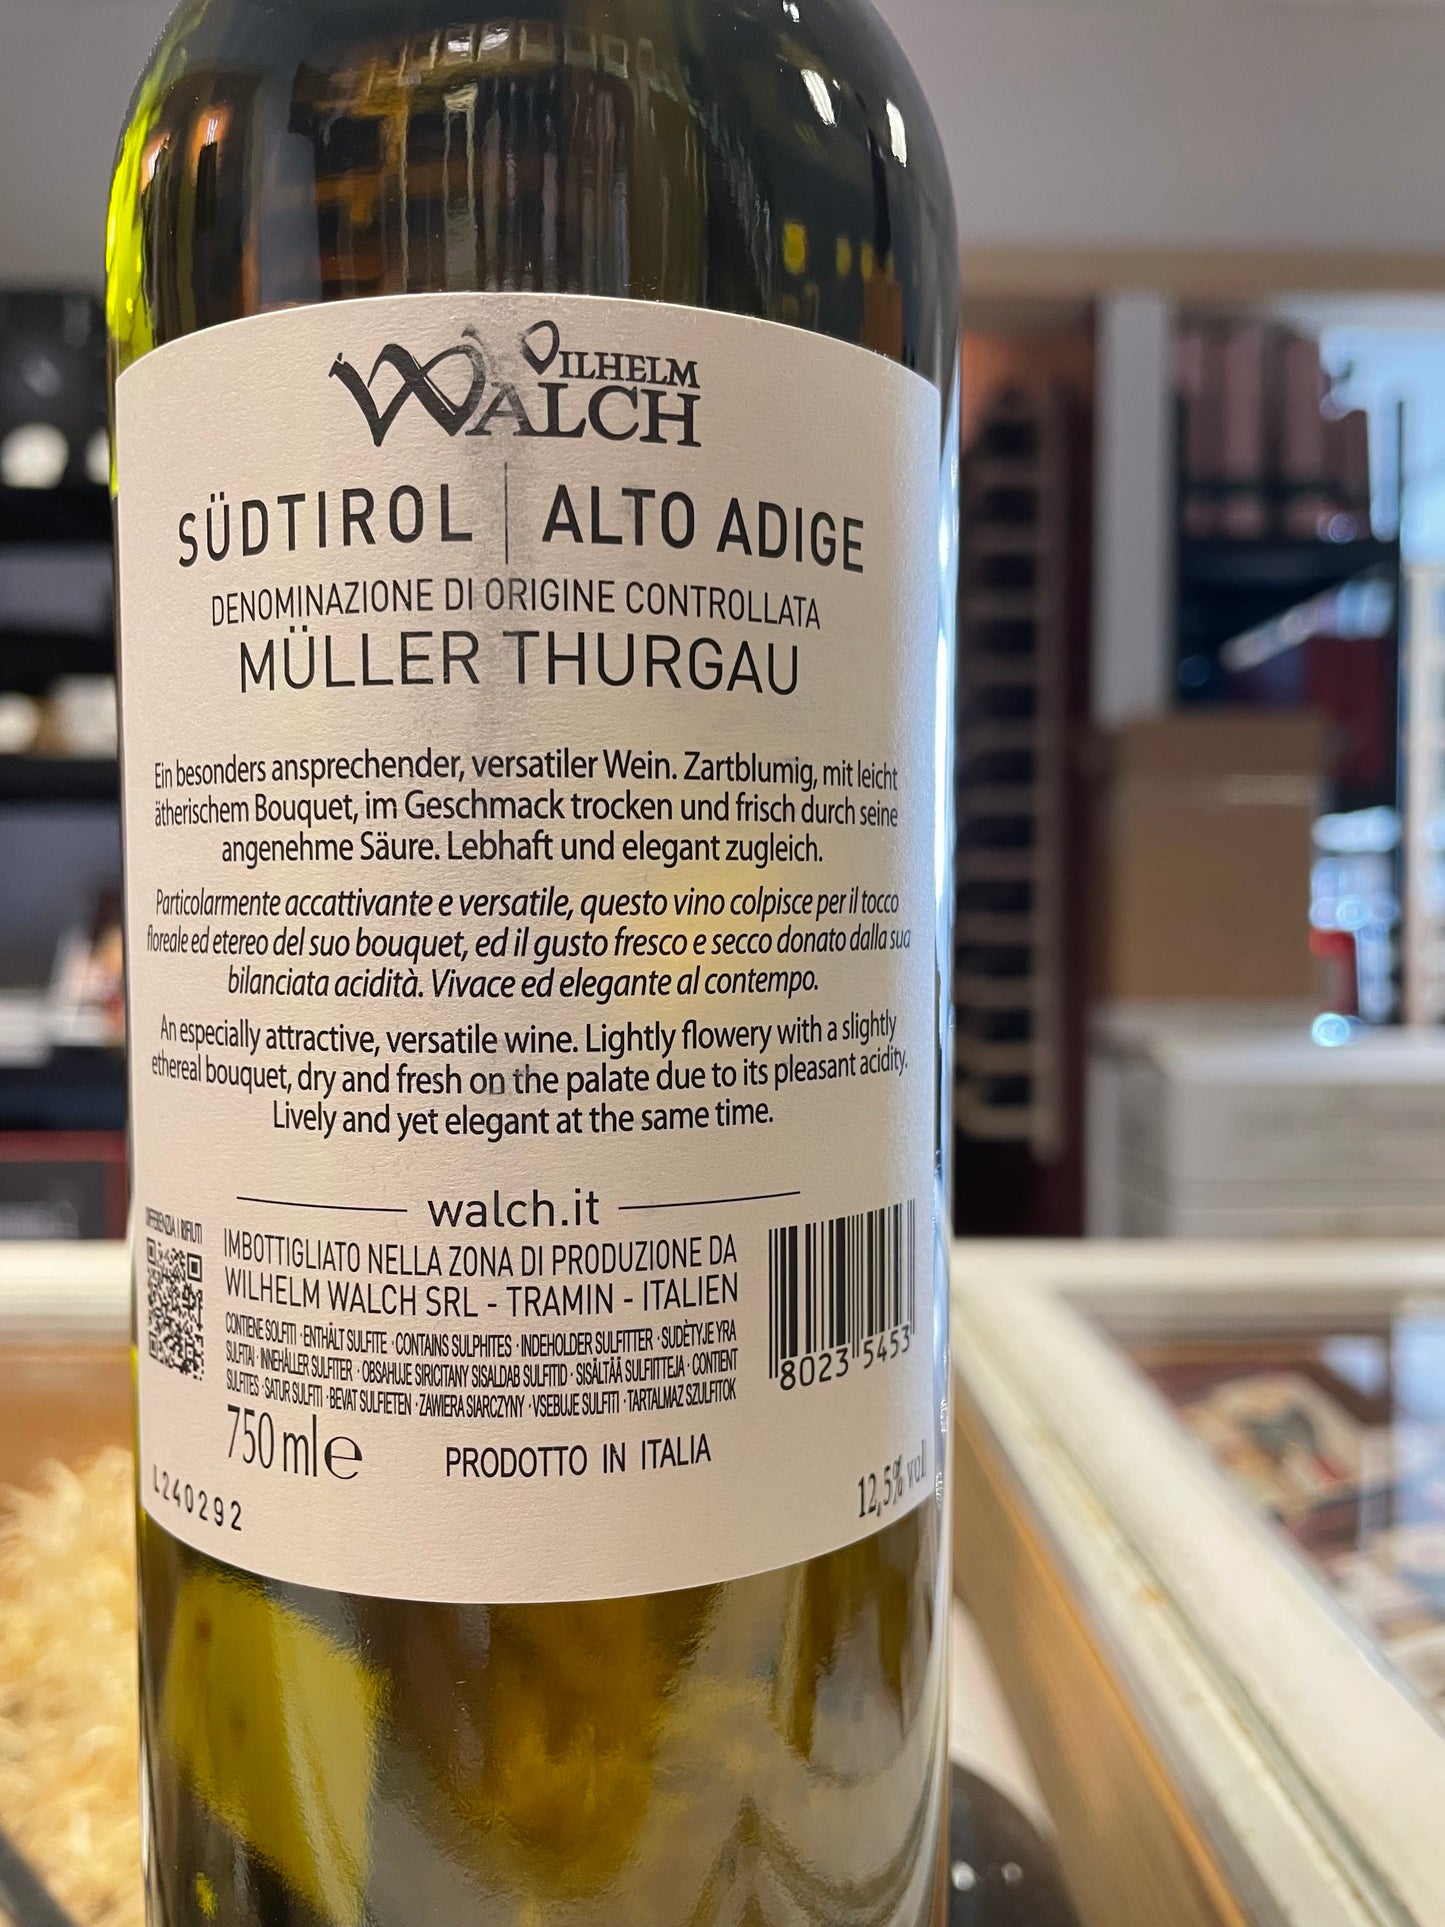 WILHELM
WALCH
SÜDTIROL | ALTO ADIGE
DENOMINAZIONE DI ORIGINE CONTROLLATA
MÜLLER THURGAU
Ein besonders ansprechender, versatiler Wein. Zartblumig, mit leicht
ätherischem Bouquet, im Geschmack trocken und frisch durch seine
angenehme Säure. Lebhaft und elegant zugleich.
Particolarmente accattivante e versatile, questo vino colpisce per il tocco
floreale ed etereo del suo bouquet, ed il gusto fresco e secco donato dalla sua
bilanciata acidità. Vivace ed elegante al contempo.
An especially attractive, versatile wine. Lightly flowery with a slightly
ethereal bouquet, dry and fresh on the palate due to its pleasant acidity.
Lively and yet elegant at the same time.
walch.it
DIFFERENZIA I RIFIUTI
IMBOTTIGLIATO NELLA ZONA DI PRODUZIONE DA
WILHELM WALCH SRL - TRAMIN - ITALIEN
CONTIENE SOLFITI · ENTHÄLT SULFITE · CONTAINS SULPHITES · INDEHOLDER SULFITTER · SUDĖTYJE YRA
SULFITAI · INNEHÅLLER SULFITER · OBSAHUJE SIRICITANY SISALDAB SULFITID · SISÄLTÄÄ SULFIITTEJA · CONTIENT
SULFITES · SATUR SULFITI · BEVAT SULFIETEN · ZAWIERA SIARCZYNY · VSEBUJE SULFITI · TARTALMAZ SZULFITOK
8023 5453
750 ml e
PRODOTTO IN ITALIA
12,5% vol
L240292